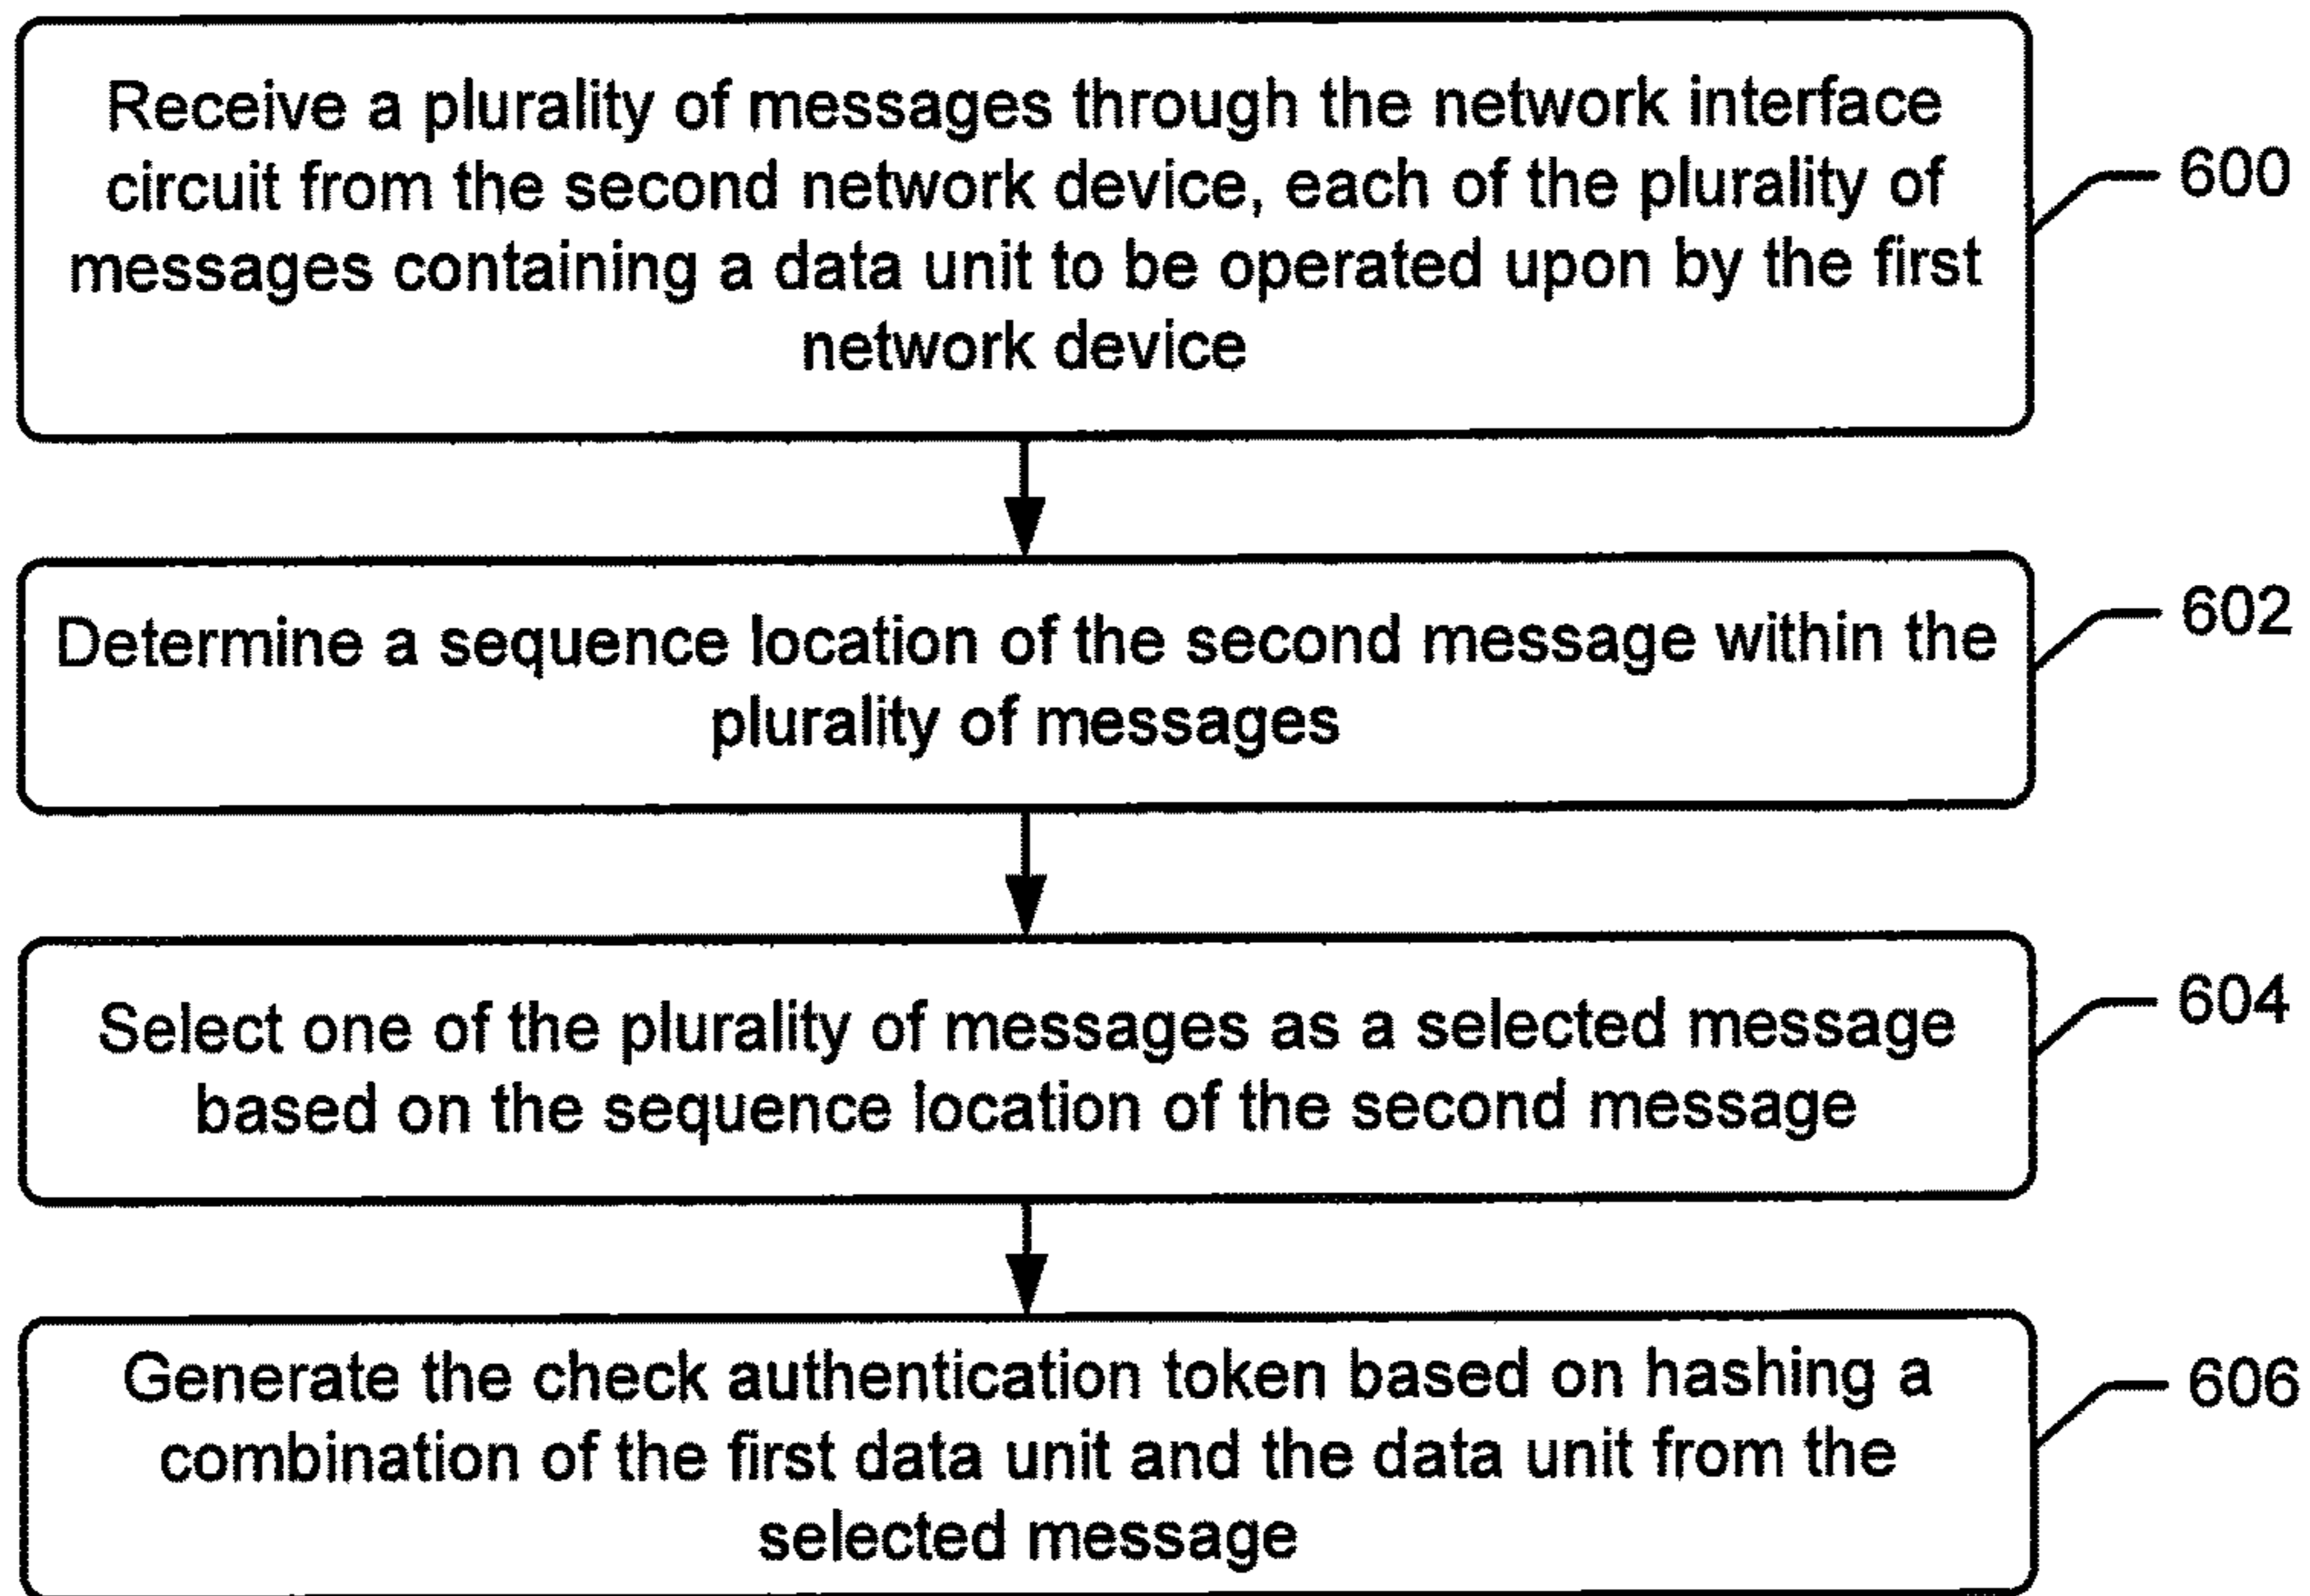 Receive a plurality of messages through the network interface
circuit from the second network device, each of the plurality of
messages containing a data unit to be operated upon by the first
network device
600
Determine a sequence location of the second message within the
plurality of messages
602
Select one of the plurality of messages as a selected message
based on the sequence location of the second message
604
Generate the check authentication token based on hashing a
combination of the first data unit and the data unit from the
selected message
606